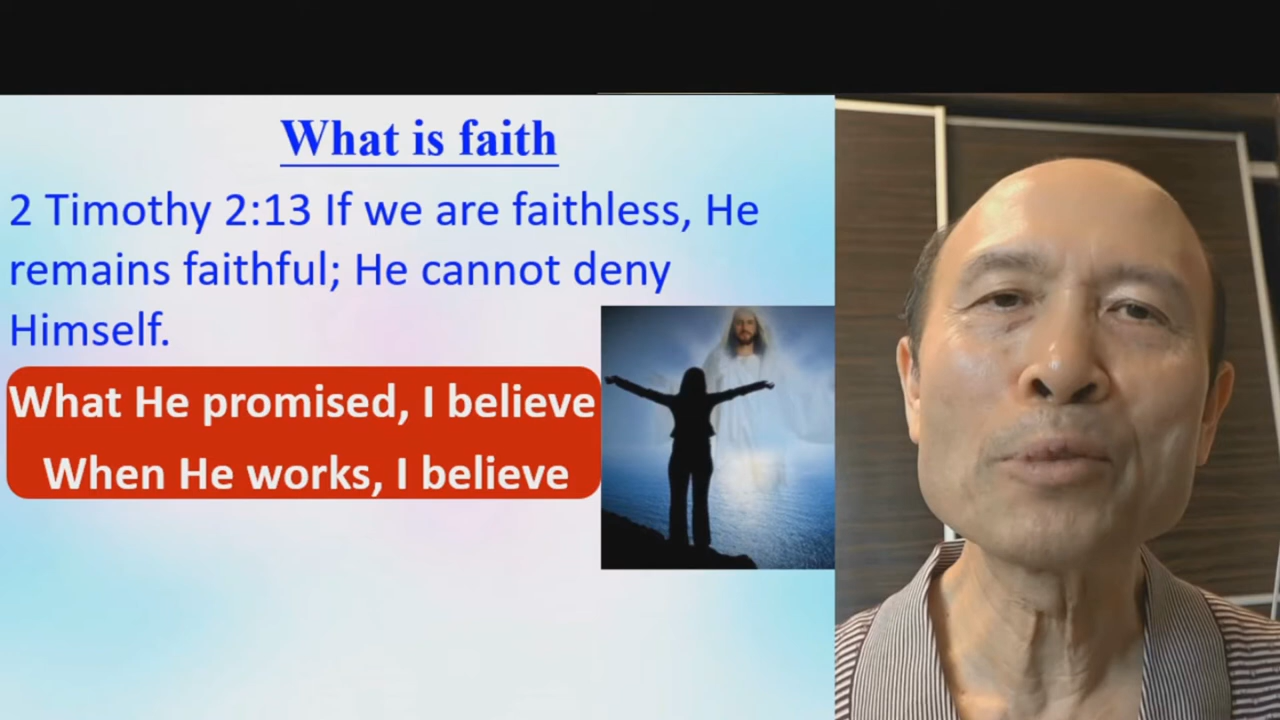 What is faith
2 Timothy 2:13 If we are faithless, He
remains faithful; He cannot deny
Himself.
What He promised, I believe
When He works, I believe